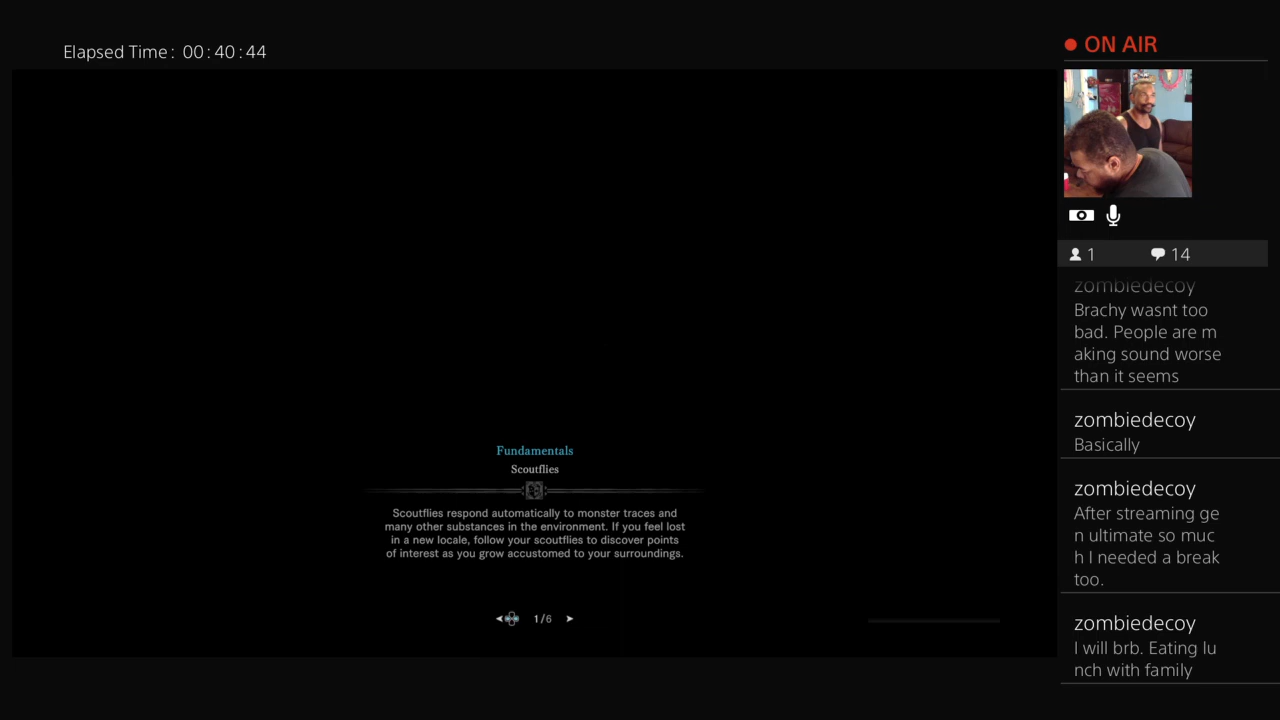 Elapsed Time: 00:40:44
ON AIR
1 14
zombiedecoy
Brachy wasnt too
bad. People are m
aking sound worse
than it seems
zombiedecoy
Basically
zombiedecoy
After streaming ge
n ultimate so muc
h I needed a break
too.
zombiedecoy
I will brb. Eating lu
nch with family
Fundamentals
Scoutflies
Scoutflies respond automatically to monster traces and
many other substances in the environment. If you feel lost
in a new locale, follow your scoutflies to discover points
of interest as you grow accustomed to your surroundings.
1/6